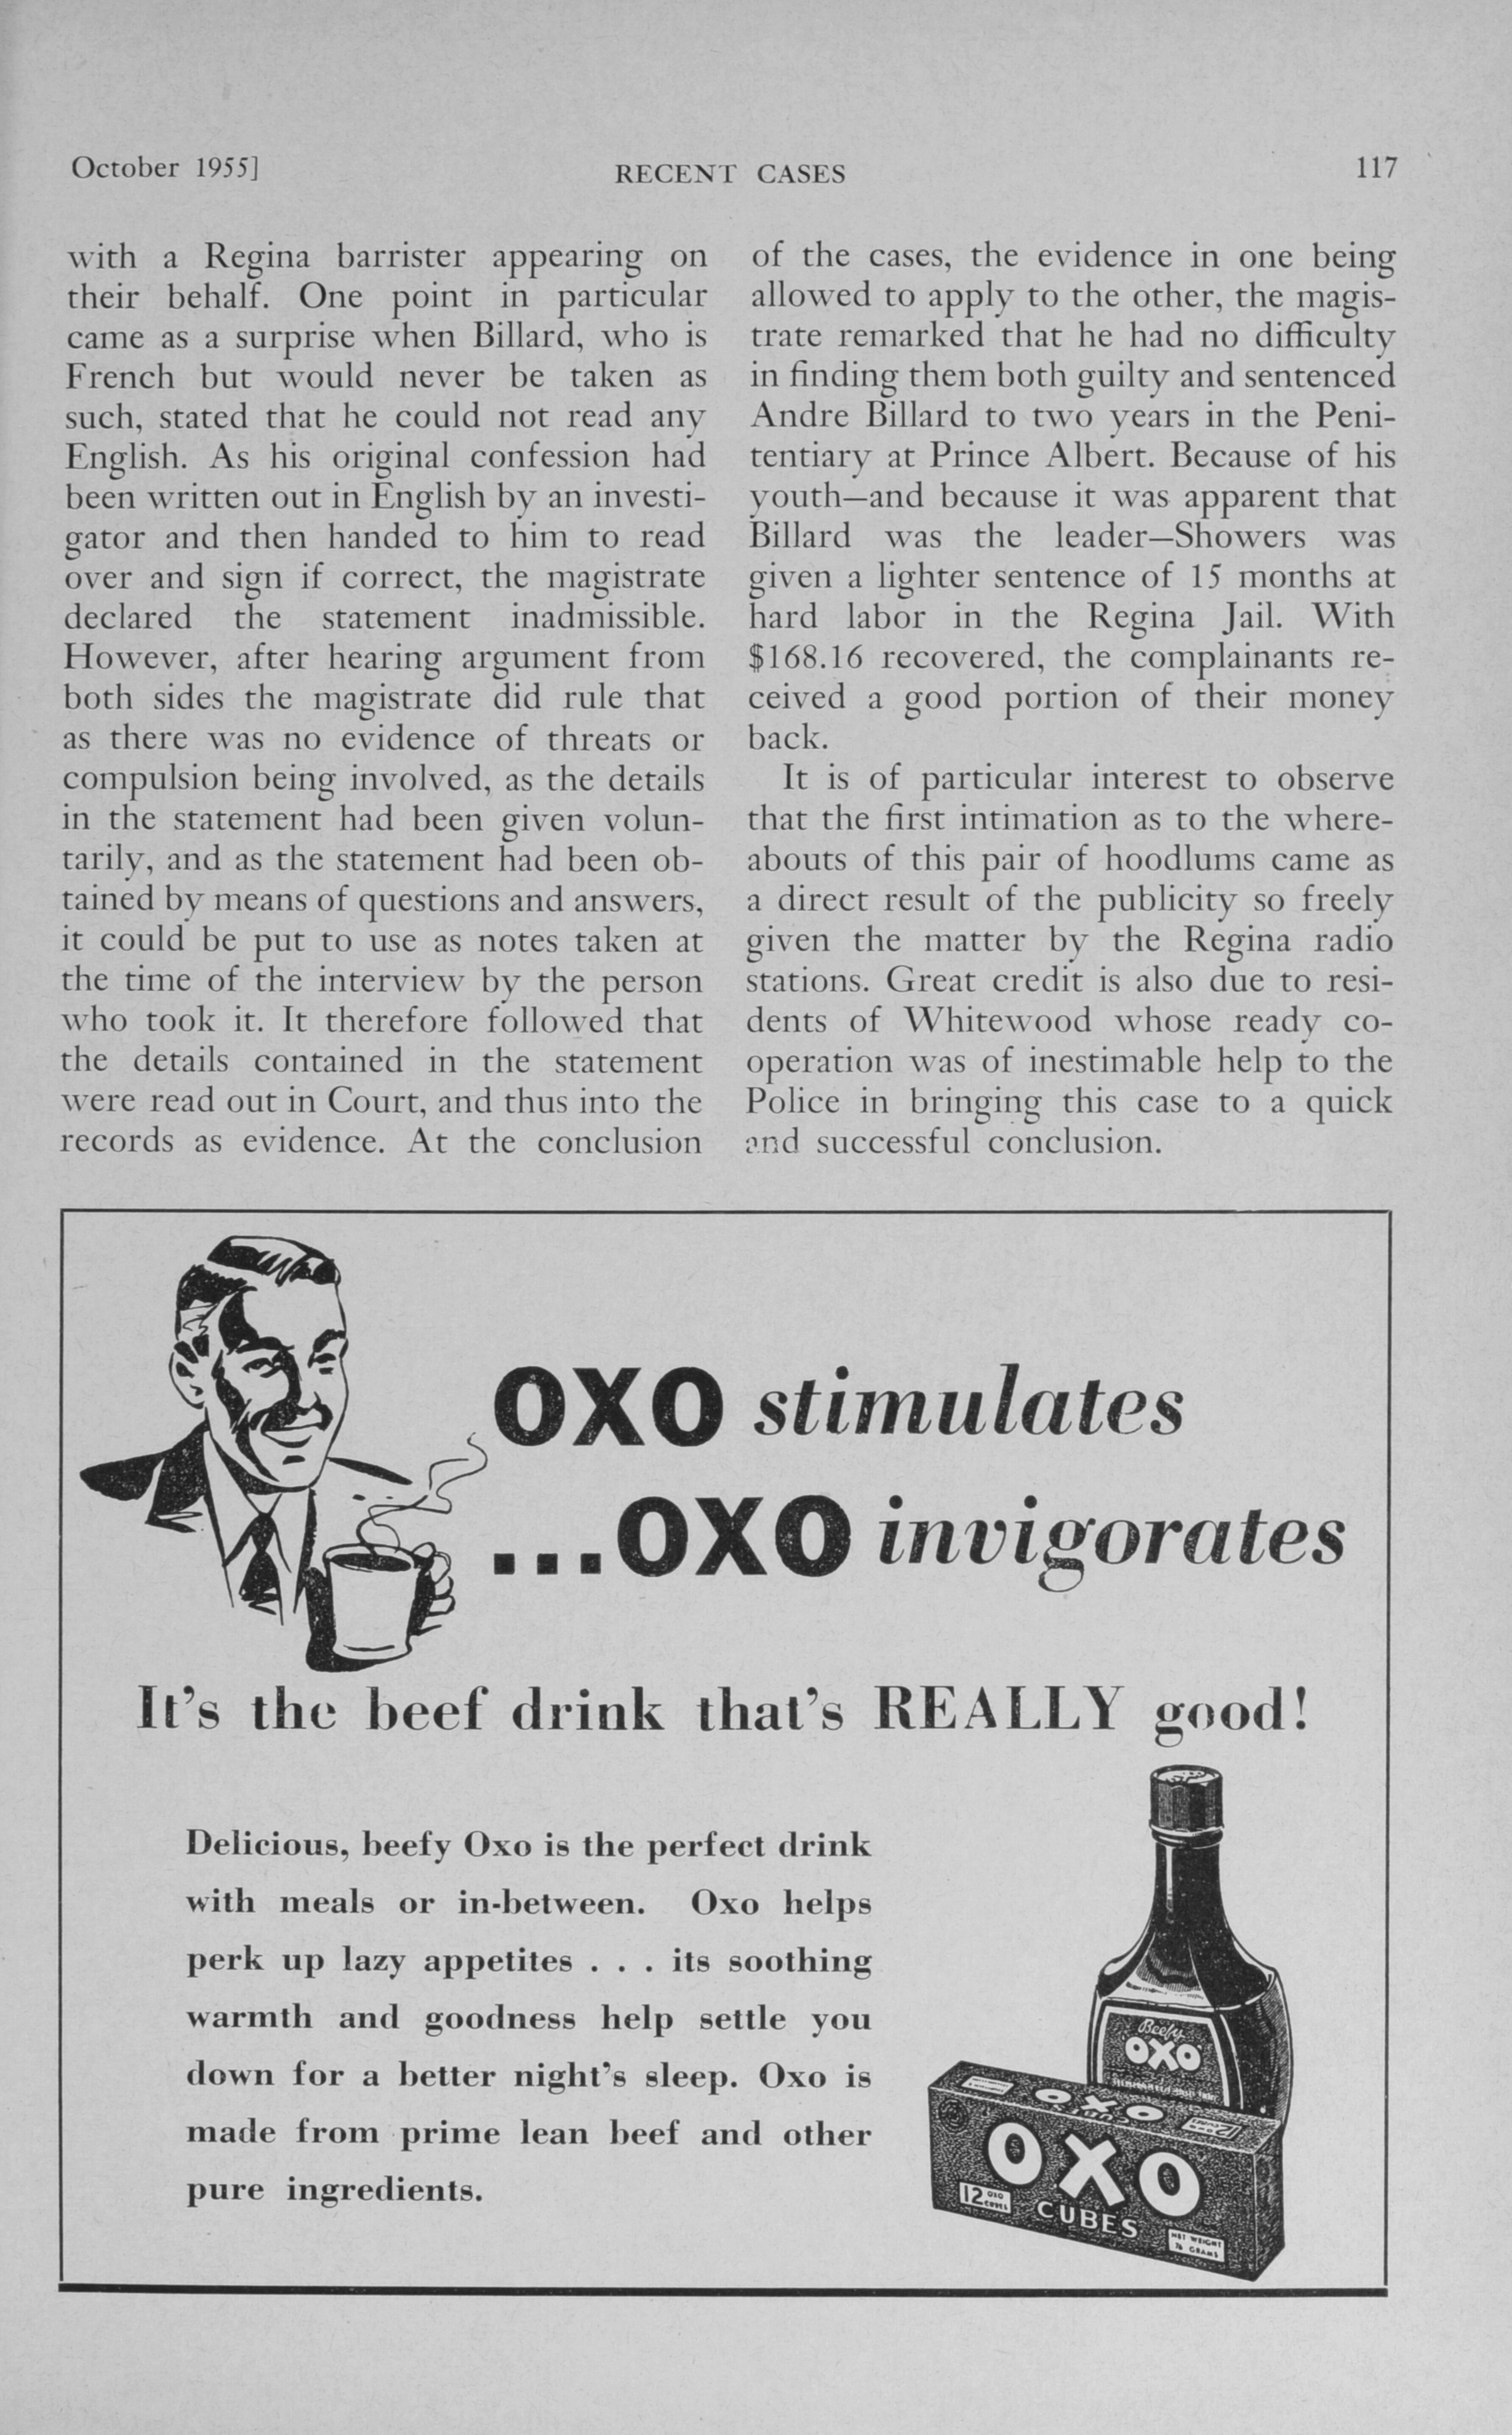 October 1955]
RECENT CASES
117
with a Regina barrister appearing on
their behalf. One point in particular
came as a surprise when Billard, who is
French but would never be taken as
such, stated that he could not read any
English. As his original confession had
been written out in English by an investi-
gator and then handed to him to read
over and sign if correct, the magistrate
declared the statement inadmissible.
However, after hearing argument from
both sides the magistrate did rule that
as there was no evidence of threats or
compulsion being involved, as the details
in the statement had been given volun-
tarily, and as the statement had been ob-
tained by means of questions and answers,
it could be put to use as notes taken at
the time of the interview by the person
who took it. It therefore followed that
the details contained in the statement
were read out in Court, and thus into the
records as evidence. At the conclusion
of the cases, the evidence in one being
allowed to apply to the other, the magis-
trate remarked that he had no difficulty
in finding them both guilty and sentenced
Andre Billard to two years in the Peni-
tentiary at Prince Albert. Because of his
youth—and because it was apparent that
Billard was the leader—Showers was
given a lighter sentence of 15 months at
hard labor in the Regina Jail. With
$168.16 recovered, the complainants re-
ceived a good portion of their money
back.
It is of particular interest to observe
that the first intimation as to the where-
abouts of this pair of hoodlums came as
a direct result of the publicity so freely
given the matter by the Regina radio
stations. Great credit is also due to resi-
dents of Whitewood whose ready co-
operation was of inestimable help to the
Police in bringing this case to a quick
and successful conclusion.
OXO stimulates
...OXO invigorates
It's the beef drink that's REALLY good!
Delicious, beefy Oxo is the perfect drink
with meals or in-between. Oxo helps
perk up lazy appetites . . . its soothing
warmth and goodness help settle you
down for a better night's sleep. Oxo is
made from prime lean beef and other
pure ingredients.
Beefy
OXO
OXO
CUBES
OXO
12 OXO
CUBES
CUBES
NET WEIGHT
GRAMS